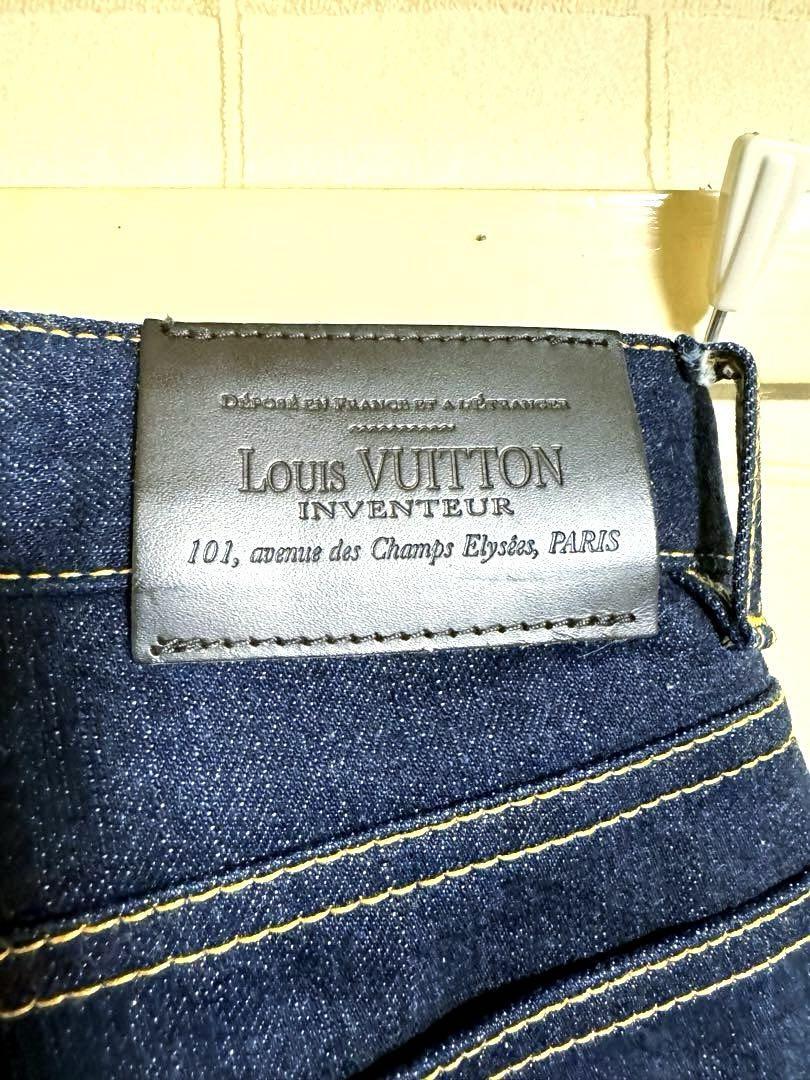 DÉPOSÉ EN FRANCE ET A L'ÉTRANGER
LOUIS VUITTON
INVENTEUR
101, avenue des Champs Elysées, PARIS